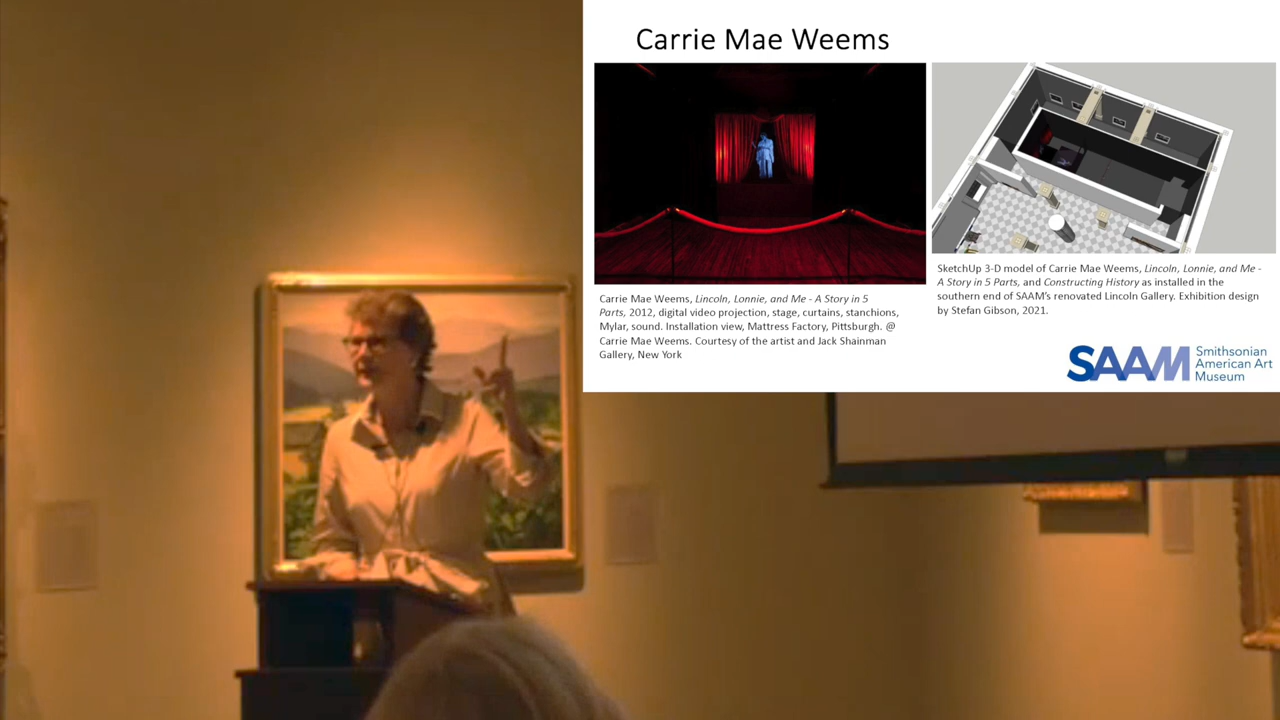 Carrie Mae Weems
Carrie Mae Weems, Lincoln, Lonnie, and Me - A Story in 5
Parts, 2012, digital video projection, stage, curtains, stanchions,
Mylar, sound. Installation view, Mattress Factory, Pittsburgh. @
Carrie Mae Weems. Courtesy of the artist and Jack Shainman
Gallery, New York
SketchUp 3-D model of Carrie Mae Weems, Lincoln, Lonnie, and Me -
A Story in 5 Parts, and Constructing History as installed in the
southern end of SAAM's renovated Lincoln Gallery. Exhibition design
by Stefan Gibson, 2021.
SAAM
Smithsonian
American Art
Museum